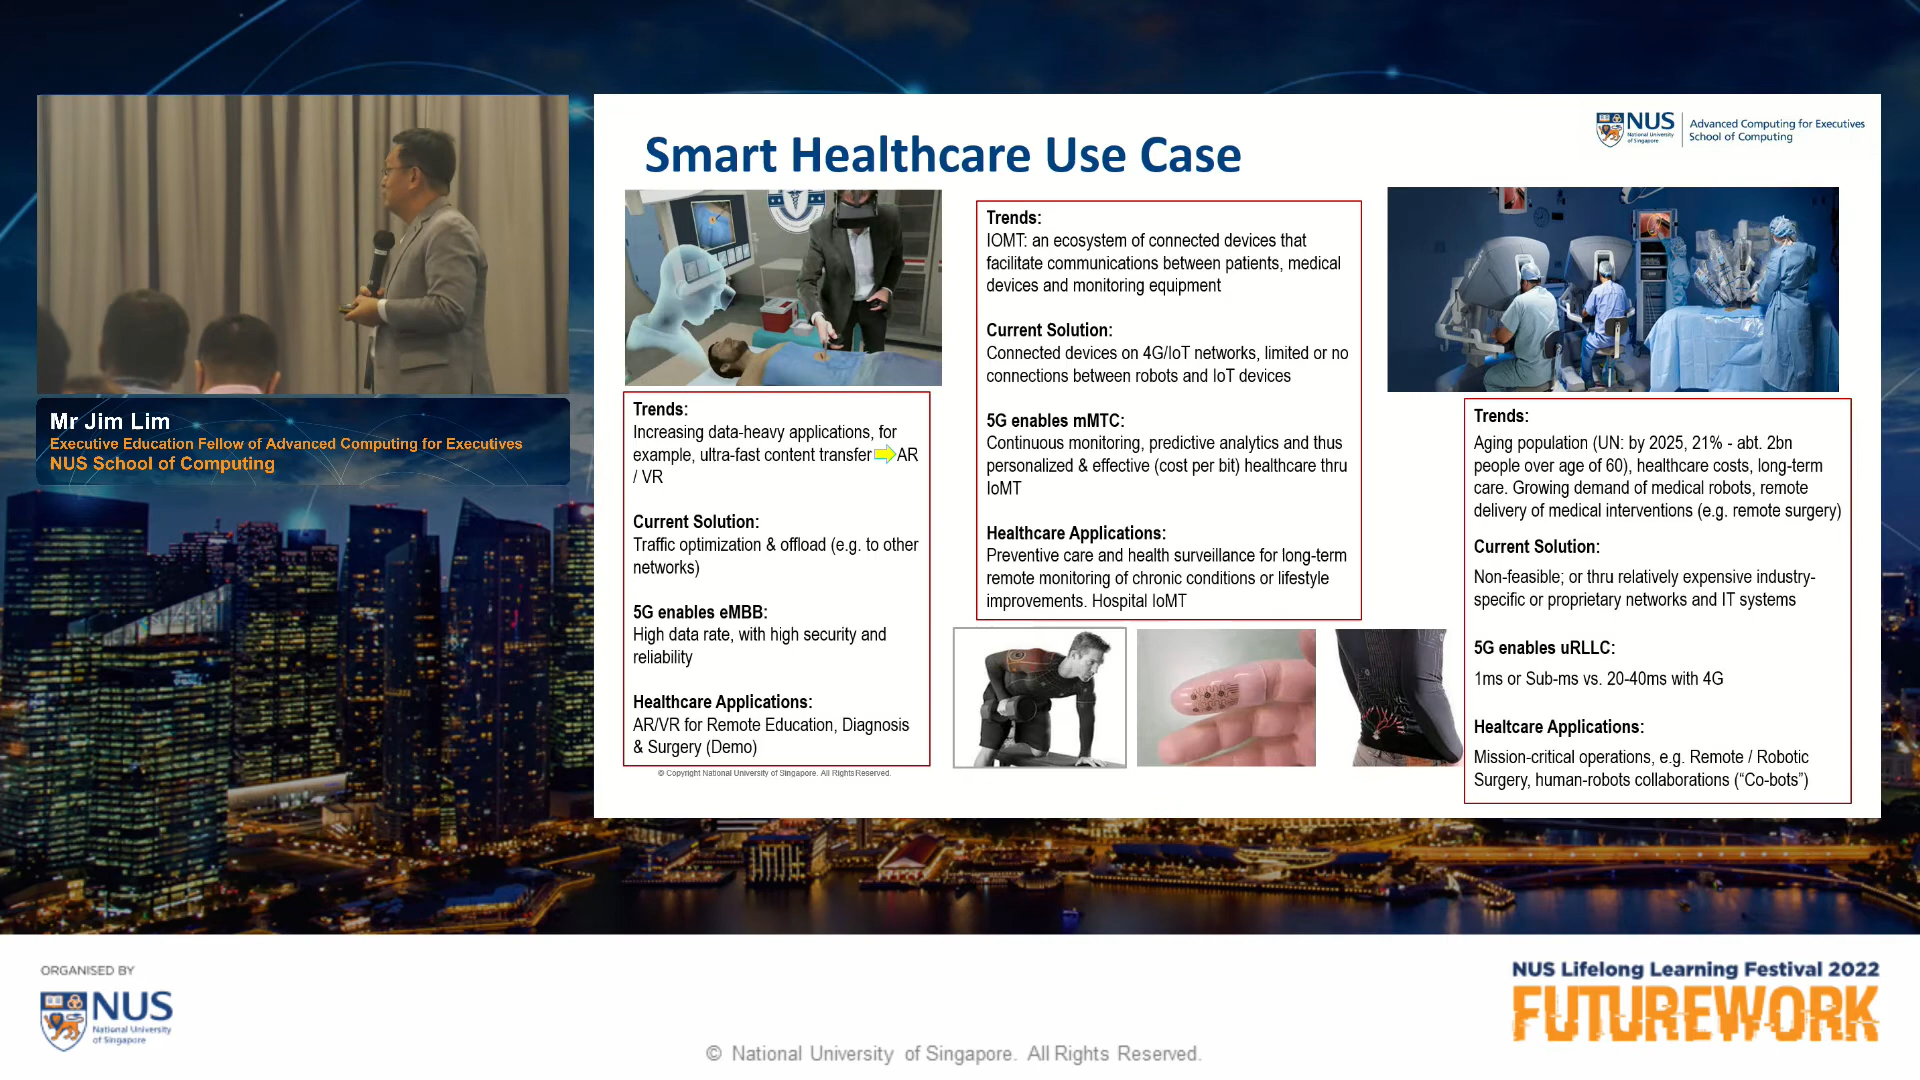 Mr Jim Lim
Executive Education Fellow of Advanced Computing for Executives
NUS School of Computing
Smart Healthcare Use Case
NUS
National University
of Singapore
Advanced Computing for Executives
School of Computing
Trends:
Increasing data-heavy applications, for
example, ultra-fast content transfer AR
/ VR
Current Solution:
Traffic optimization & offload (e.g. to other
networks)
5G enables eMBB:
High data rate, with high security and
reliability
Healthcare Applications:
AR/VR for Remote Education, Diagnosis
& Surgery (Demo)
© Copyright National University of Singapore. All Rights Reserved.
Trends:
IOMT: an ecosystem of connected devices that
facilitate communications between patients, medical
devices and monitoring equipment
Current Solution:
Connected devices on 4G/IoT networks, limited or no
connections between robots and IoT devices
5G enables mMTC:
Continuous monitoring, predictive analytics and thus
personalized & effective (cost per bit) healthcare thru
IoMT
Healthcare Applications:
Preventive care and health surveillance for long-term
remote monitoring of chronic conditions or lifestyle
improvements. Hospital IoMT
Trends:
Aging population (UN: by 2025, 21% - abt. 2bn
people over age of 60), healthcare costs, long-term
care. Growing demand of medical robots, remote
delivery of medical interventions (e.g. remote surgery)
Current Solution:
Non-feasible; or thru relatively expensive industry-
specific or proprietary networks and IT systems
5G enables uRLLC:
1ms or Sub-ms vs. 20-40ms with 4G
Healtcare Applications:
Mission-critical operations, e.g. Remote / Robotic
Surgery, human-robots collaborations (“Co-bots”)
ORGANISED BY
NUS
National University
of Singapore
© National University of Singapore. All Rights Reserved.
NUS Lifelong Learning Festival 2022
FUTUREWORK